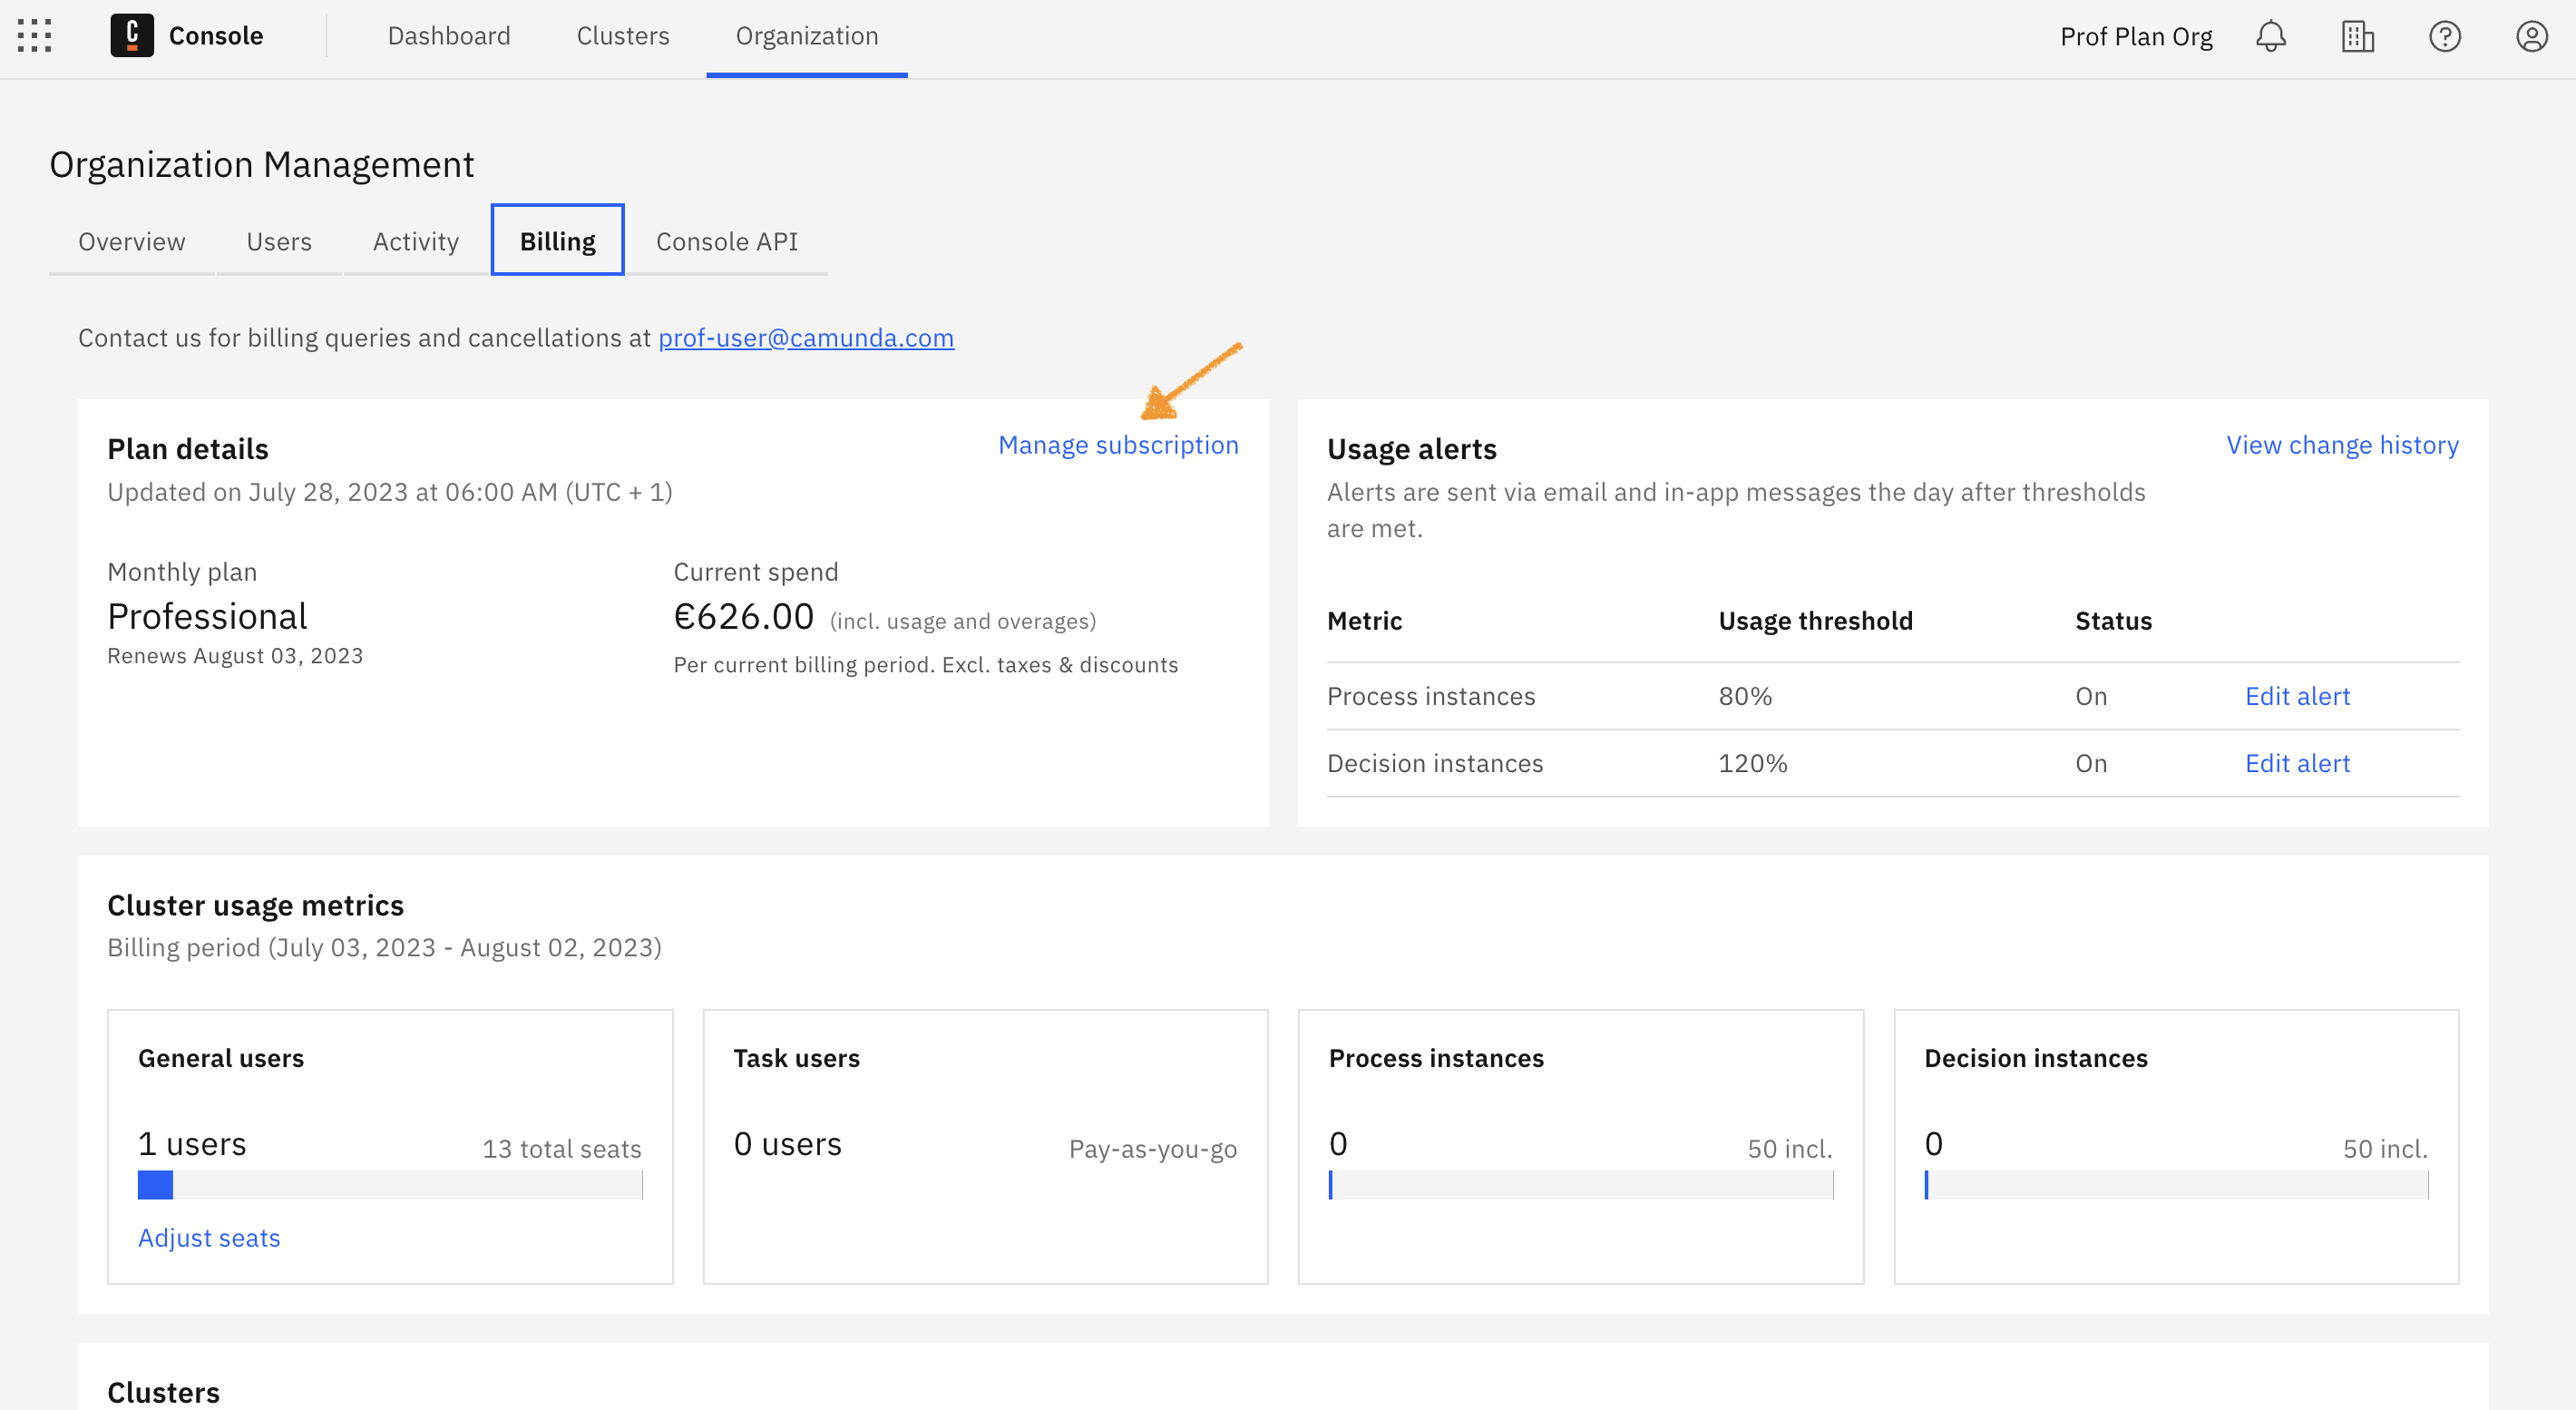 C Console Dashboard Clusters Organization Prof Plan Org
Organization Management
Overview Users Activity Billing Console API
Contact us for billing queries and cancellations at prof-user@camunda.com
Plan details Manage subscription
Updated on July 28, 2023 at 06:00 AM (UTC + 1)
Monthly plan
Professional
Renews August 03, 2023
Current spend
€626.00 (incl. usage and overages)
Per current billing period. Excl. taxes & discounts
Usage alerts View change history
Alerts are sent via email and in-app messages the day after thresholds
are met.
Metric Usage threshold Status
Process instances 80% On Edit alert
Decision instances 120% On Edit alert
Cluster usage metrics
Billing period (July 03, 2023 - August 02, 2023)
General users
1 users 13 total seats
Adjust seats
Task users
0 users Pay-as-you-go
Process instances
0 50 incl.
Decision instances
0 50 incl.
Clusters